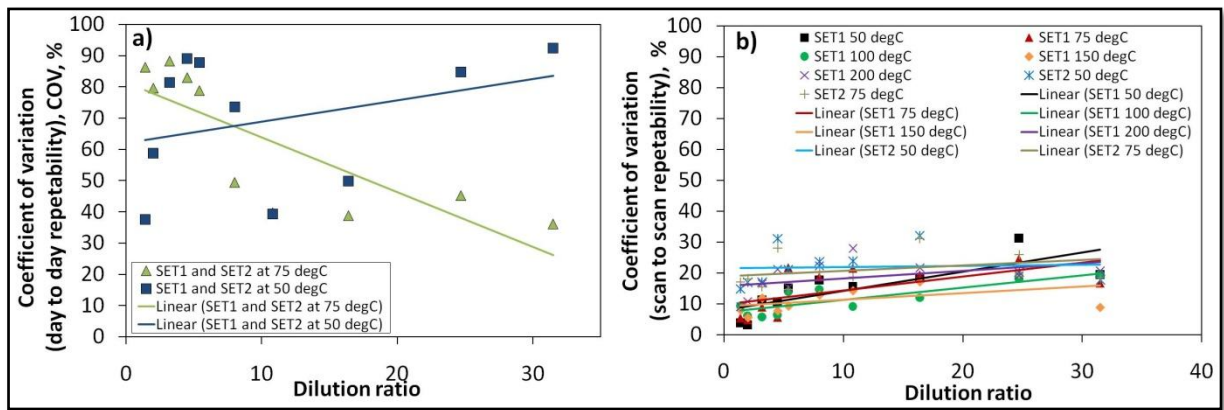 a)
Coefficient of variation
(day to day repetability), COV, %
100
90
80
70
60
50
40
30
20
10
0
SET1 and SET2 at 75 degC
SET1 and SET2 at 50 degC
Linear (SET1 and SET2 at 75 degC)
Linear (SET1 and SET2 at 50 degC)
0 10 20 30
Dilution ratio
b)
Coefficient of variation
(scan to scan repetability), %
100
90
80
70
60
50
40
30
20
10
0
SET1 50 degC SET1 75 degC
SET1 100 degC SET1 150 degC
SET1 200 degC SET2 50 degC
SET2 75 degC Linear (SET1 50 degC)
Linear (SET1 75 degC) Linear (SET1 100 degC)
Linear (SET1 150 degC) Linear (SET1 200 degC)
Linear (SET2 50 degC) Linear (SET2 75 degC)
0 10 20 30 40
Dilution ratio